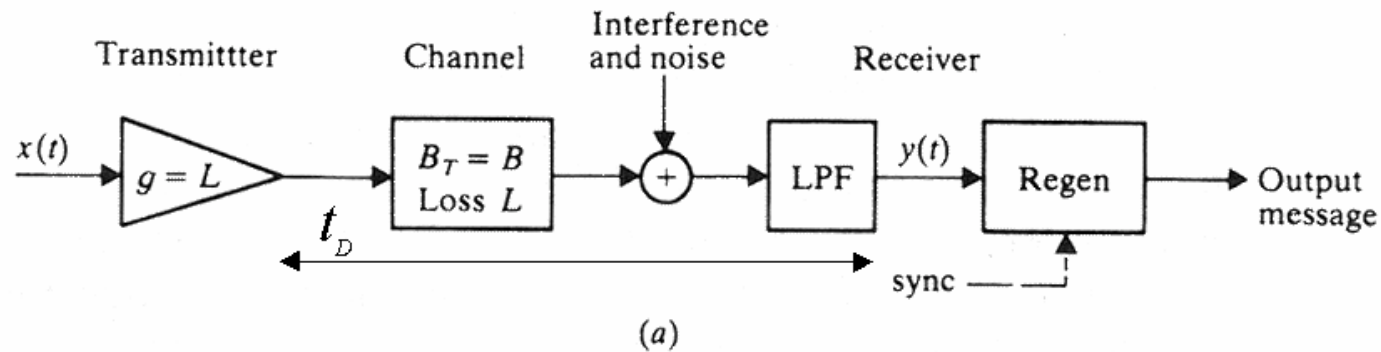 Interference
and noise
Transmittter
Channel
Receiver
x(t)
g = L
B_T = B
Loss L
+
LPF
y(t)
Regen
Output
message
t_D
sync
(a)